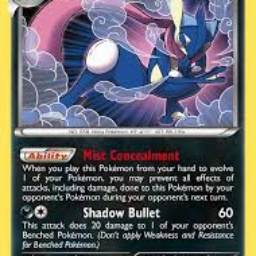 Ability Mist Concealment
When you play this Pokémon from your hand to evolve
1 of your Pokémon, you may prevent all effects of
attacks, including damage, done to this Pokémon by your
opponent's Pokémon during your opponent's next turn.
Shadow Bullet 60
This attack does 20 damage to 1 of your opponent's
Benched Pokémon. (Don't apply Weakness and Resistance
for Benched Pokémon.)